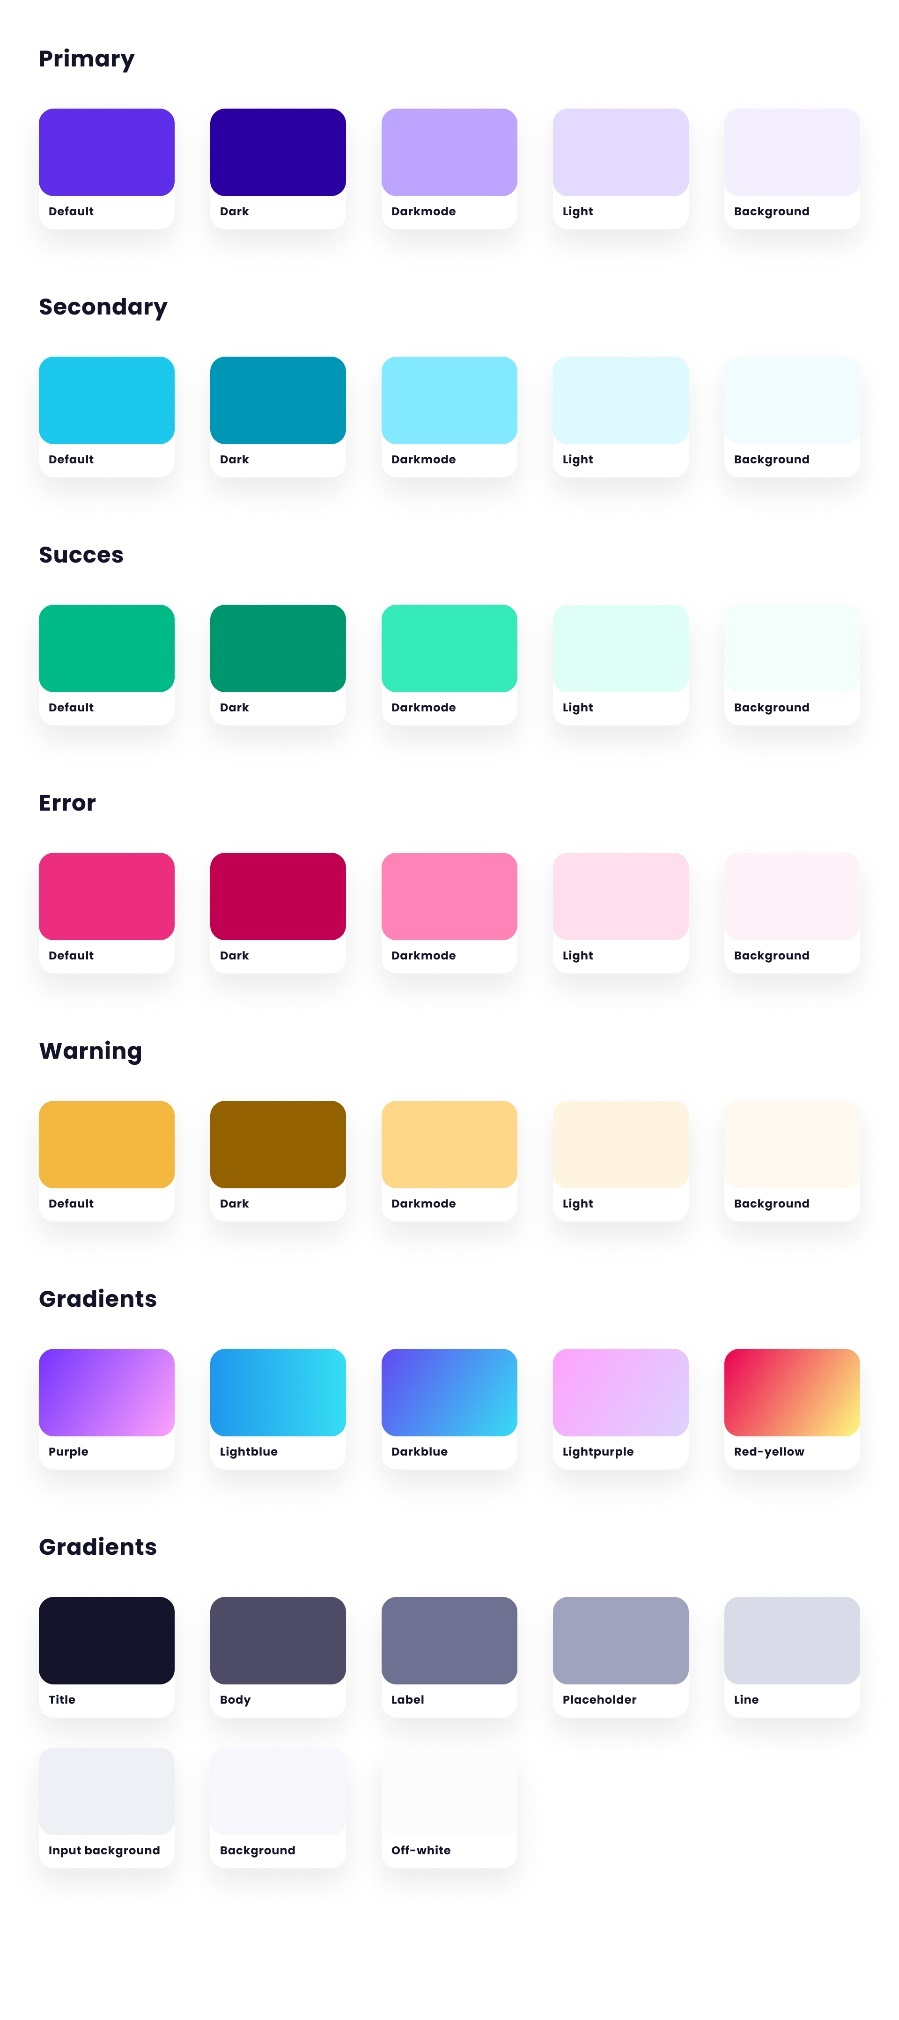 Primary
Default
Dark
Darkmode
Light
Background
Secondary
Default
Dark
Darkmode
Light
Background
Succes
Default
Dark
Darkmode
Light
Background
Error
Default
Dark
Darkmode
Light
Background
Warning
Default
Dark
Darkmode
Light
Background
Gradients
Purple
Lightblue
Darkblue
Lightpurple
Red-yellow
Gradients
Title
Body
Label
Placeholder
Line
Input background
Background
Off-white